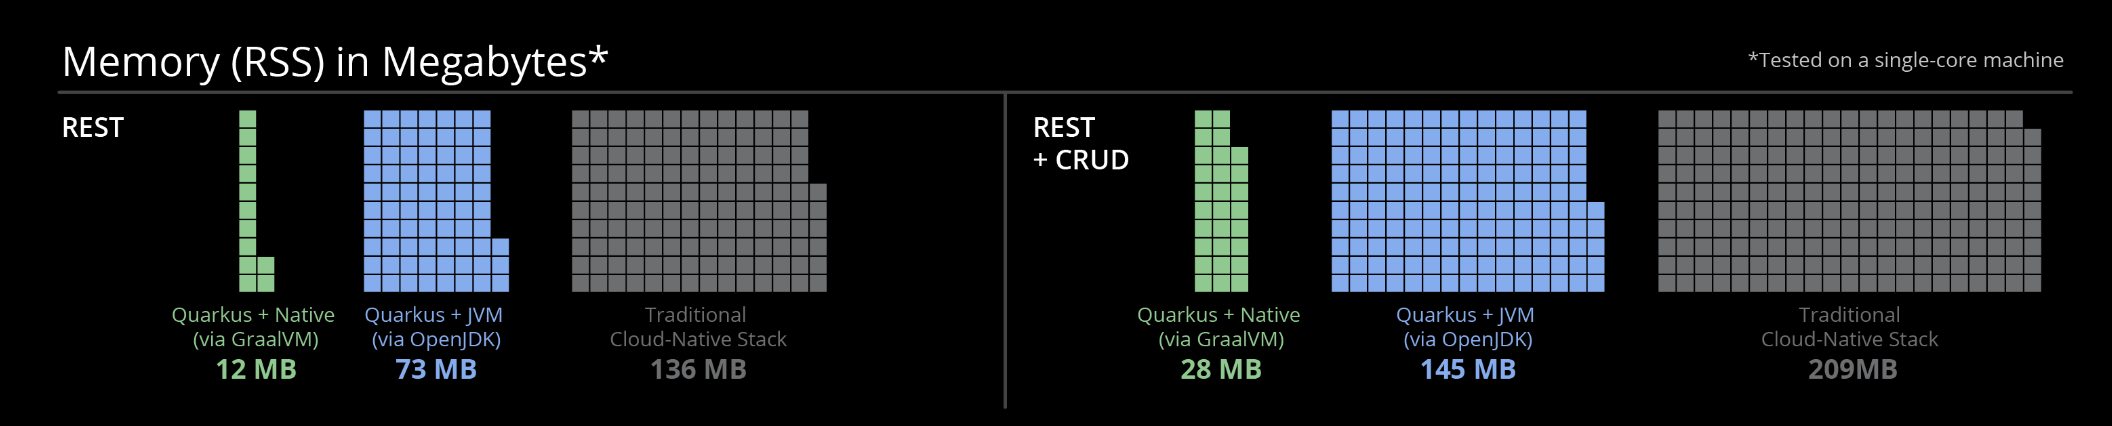 Memory (RSS) in Megabytes*
*Tested on a single-core machine
REST
Quarkus + Native
(via GraalVM)
12 MB
Quarkus + JVM
(via OpenJDK)
73 MB
Traditional
Cloud-Native Stack
136 MB
REST
+ CRUD
Quarkus + Native
(via GraalVM)
28 MB
Quarkus + JVM
(via OpenJDK)
145 MB
Traditional
Cloud-Native Stack
209MB